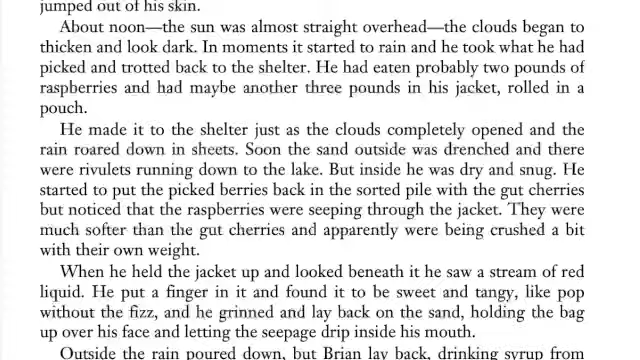 jumped out of his skin.
About noon—the sun was almost straight overhead—the clouds began to
thicken and look dark. In moments it started to rain and he took what he had
picked and trotted back to the shelter. He had eaten probably two pounds of
raspberries and had maybe another three pounds in his jacket, rolled in a
pouch.
He made it to the shelter just as the clouds completely opened and the
rain roared down in sheets. Soon the sand outside was drenched and there
were rivulets running down to the lake. But inside he was dry and snug. He
started to put the picked berries back in the sorted pile with the gut cherries
but noticed that the raspberries were seeping through the jacket. They were
much softer than the gut cherries and apparently were being crushed a bit
with their own weight.
When he held the jacket up and looked beneath it he saw a stream of red
liquid. He put a finger in it and found it to be sweet and tangy, like pop
without the fizz, and he grinned and lay back on the sand, holding the bag
up over his face and letting the seepage drip inside his mouth.
Outside the rain poured down, but Brian lay back, drinking syrup from